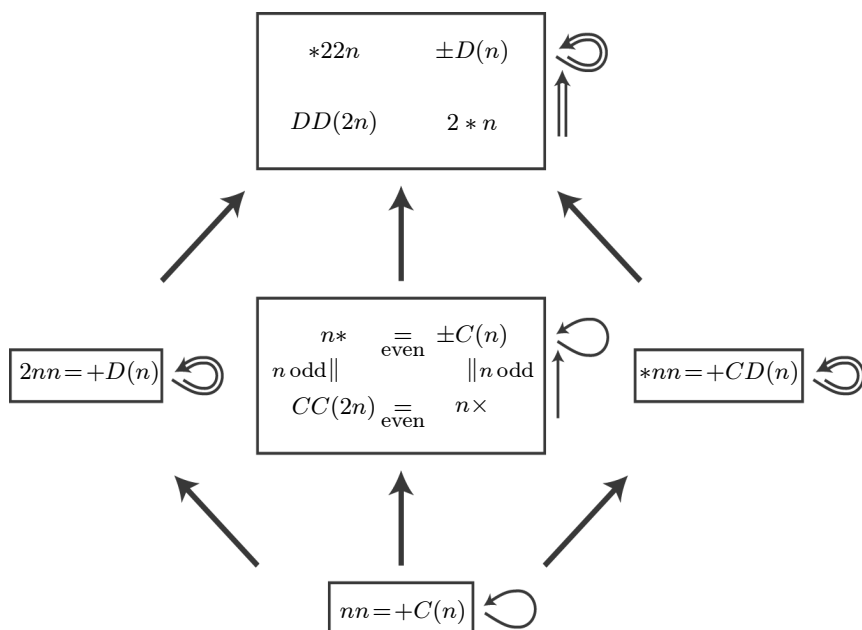 *22n ±D(n)
DD(2n) 2 * n
n* = ±C(n)
even
n odd‖ ‖n odd
CC(2n) = n×
even
2nn=+D(n)
*nn=+CD(n)
nn=+C(n)